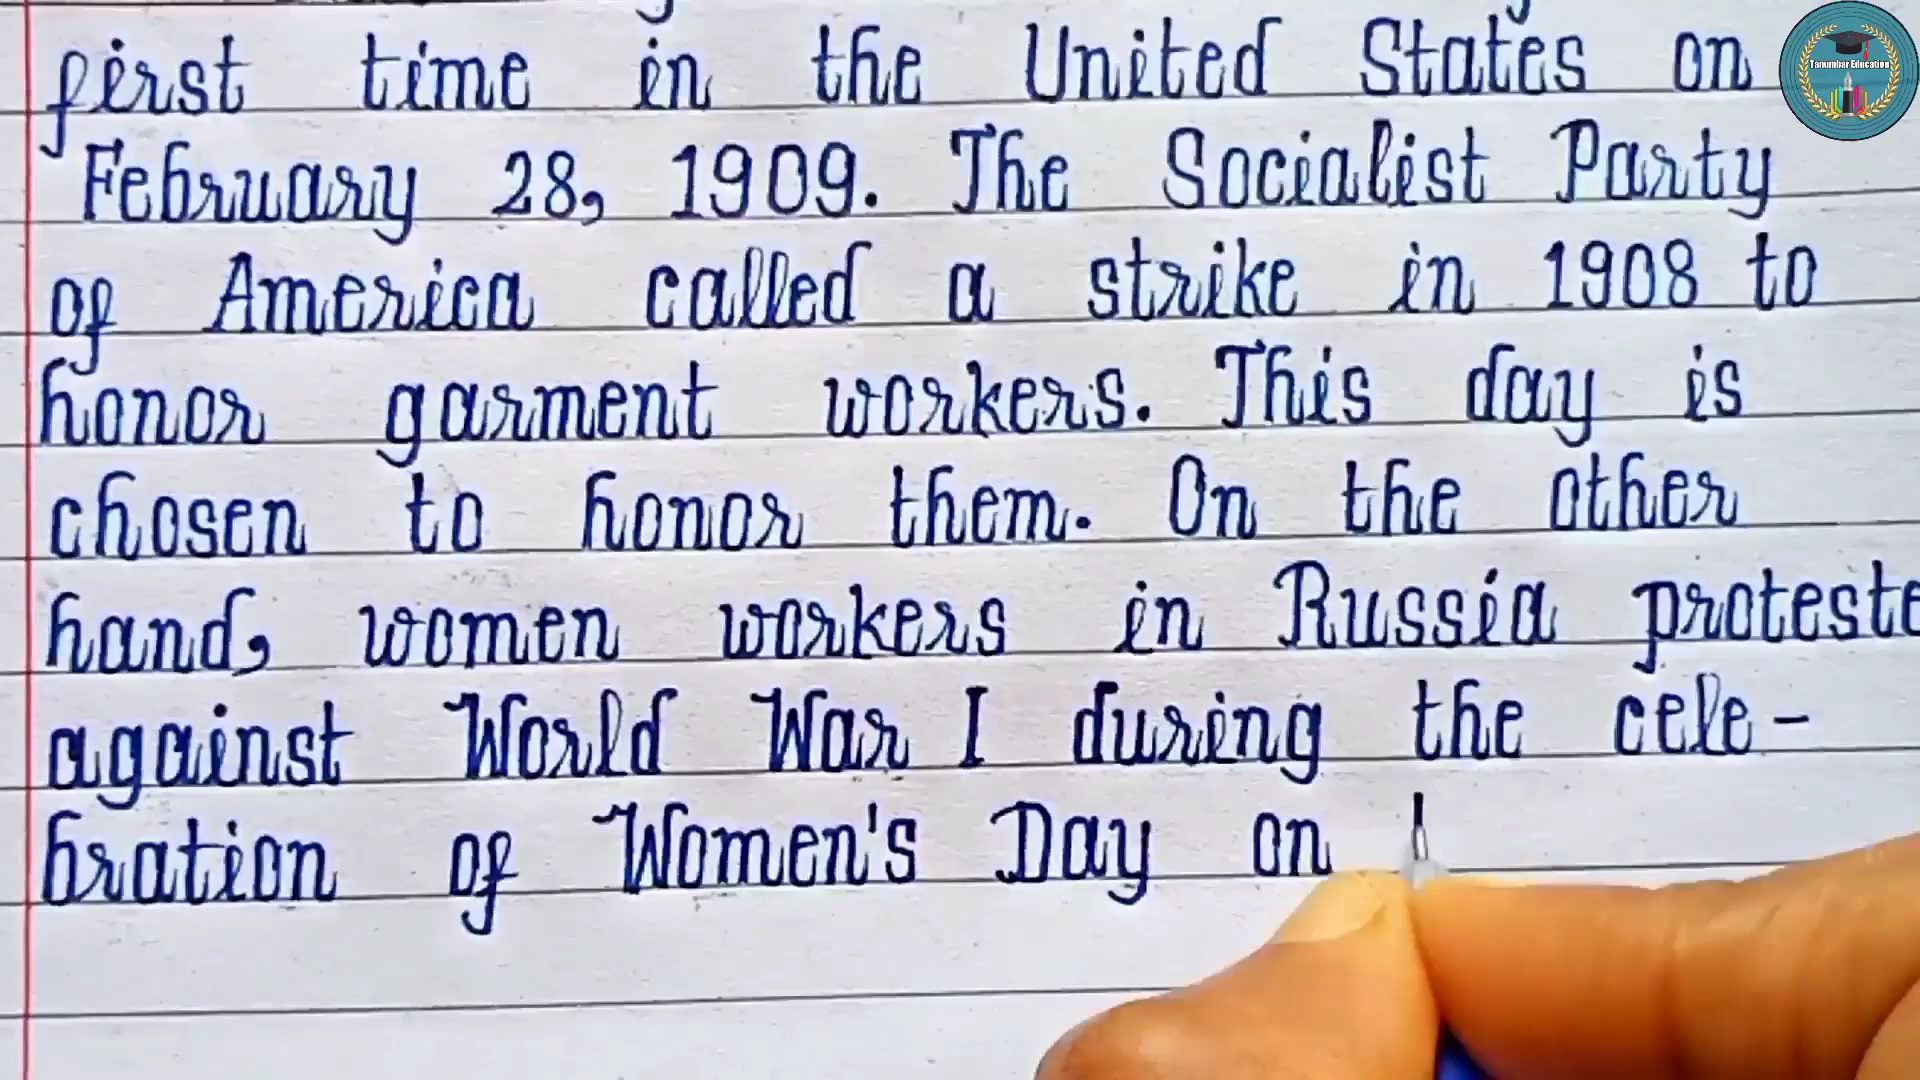 first time in the United States on
February 28, 1909. The Socialist Party
of America called a strike in 1908 to
honor garment workers. This day is
chosen to honor them. On the other
hand, women workers in Russia proteste
against World War I during the cele-
bration of Women's Day on
Tanumbar Education